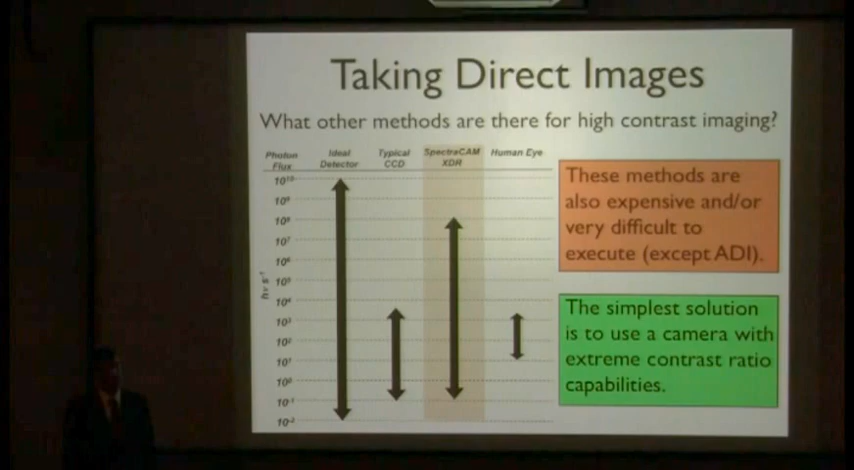 Taking Direct Images
What other methods are there for high contrast imaging?
Photon Flux
Ideal Detector
Typical CCD
SpectraCAM XDR
Human Eye
10¹⁰
10⁹
10⁸
10⁷
10⁶
10⁵
10⁴
10³
10²
10¹
10⁰
10⁻¹
10⁻²
hv s⁻¹
These methods are
also expensive and/or
very difficult to
execute (except ADI).
The simplest solution
is to use a camera with
extreme contrast ratio
capabilities.